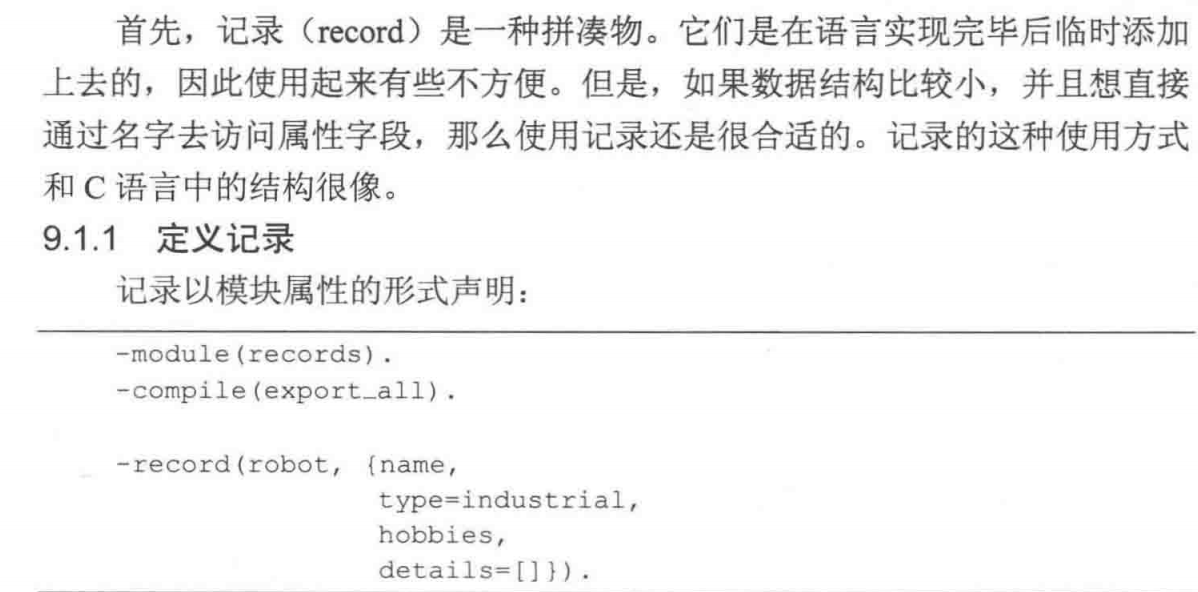 首先，记录（record）是一种拼凑物。它们是在语言实现完毕后临时添加
上去的，因此使用起来有些不方便。但是，如果数据结构比较小，并且想直接
通过名字去访问属性字段，那么使用记录还是很合适的。记录的这种使用方式
和 C 语言中的结构很像。
9.1.1 定义记录
记录以模块属性的形式声明：
-module(records).
-compile(export_all).
-record(robot, {name,
type=industrial,
hobbies,
details=[]}).